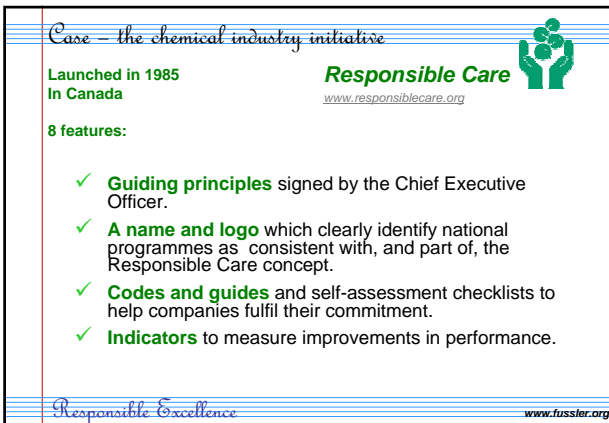 Case – the chemical industry initiative
Launched in 1985
In Canada
Responsible Care
www.responsiblecare.org
8 features:
✓ Guiding principles signed by the Chief Executive
Officer.
✓ A name and logo which clearly identify national
programmes as consistent with, and part of, the
Responsible Care concept.
✓ Codes and guides and self-assessment checklists to
help companies fulfil their commitment.
✓ Indicators to measure improvements in performance.
Responsible Excellence
www.fussler.org